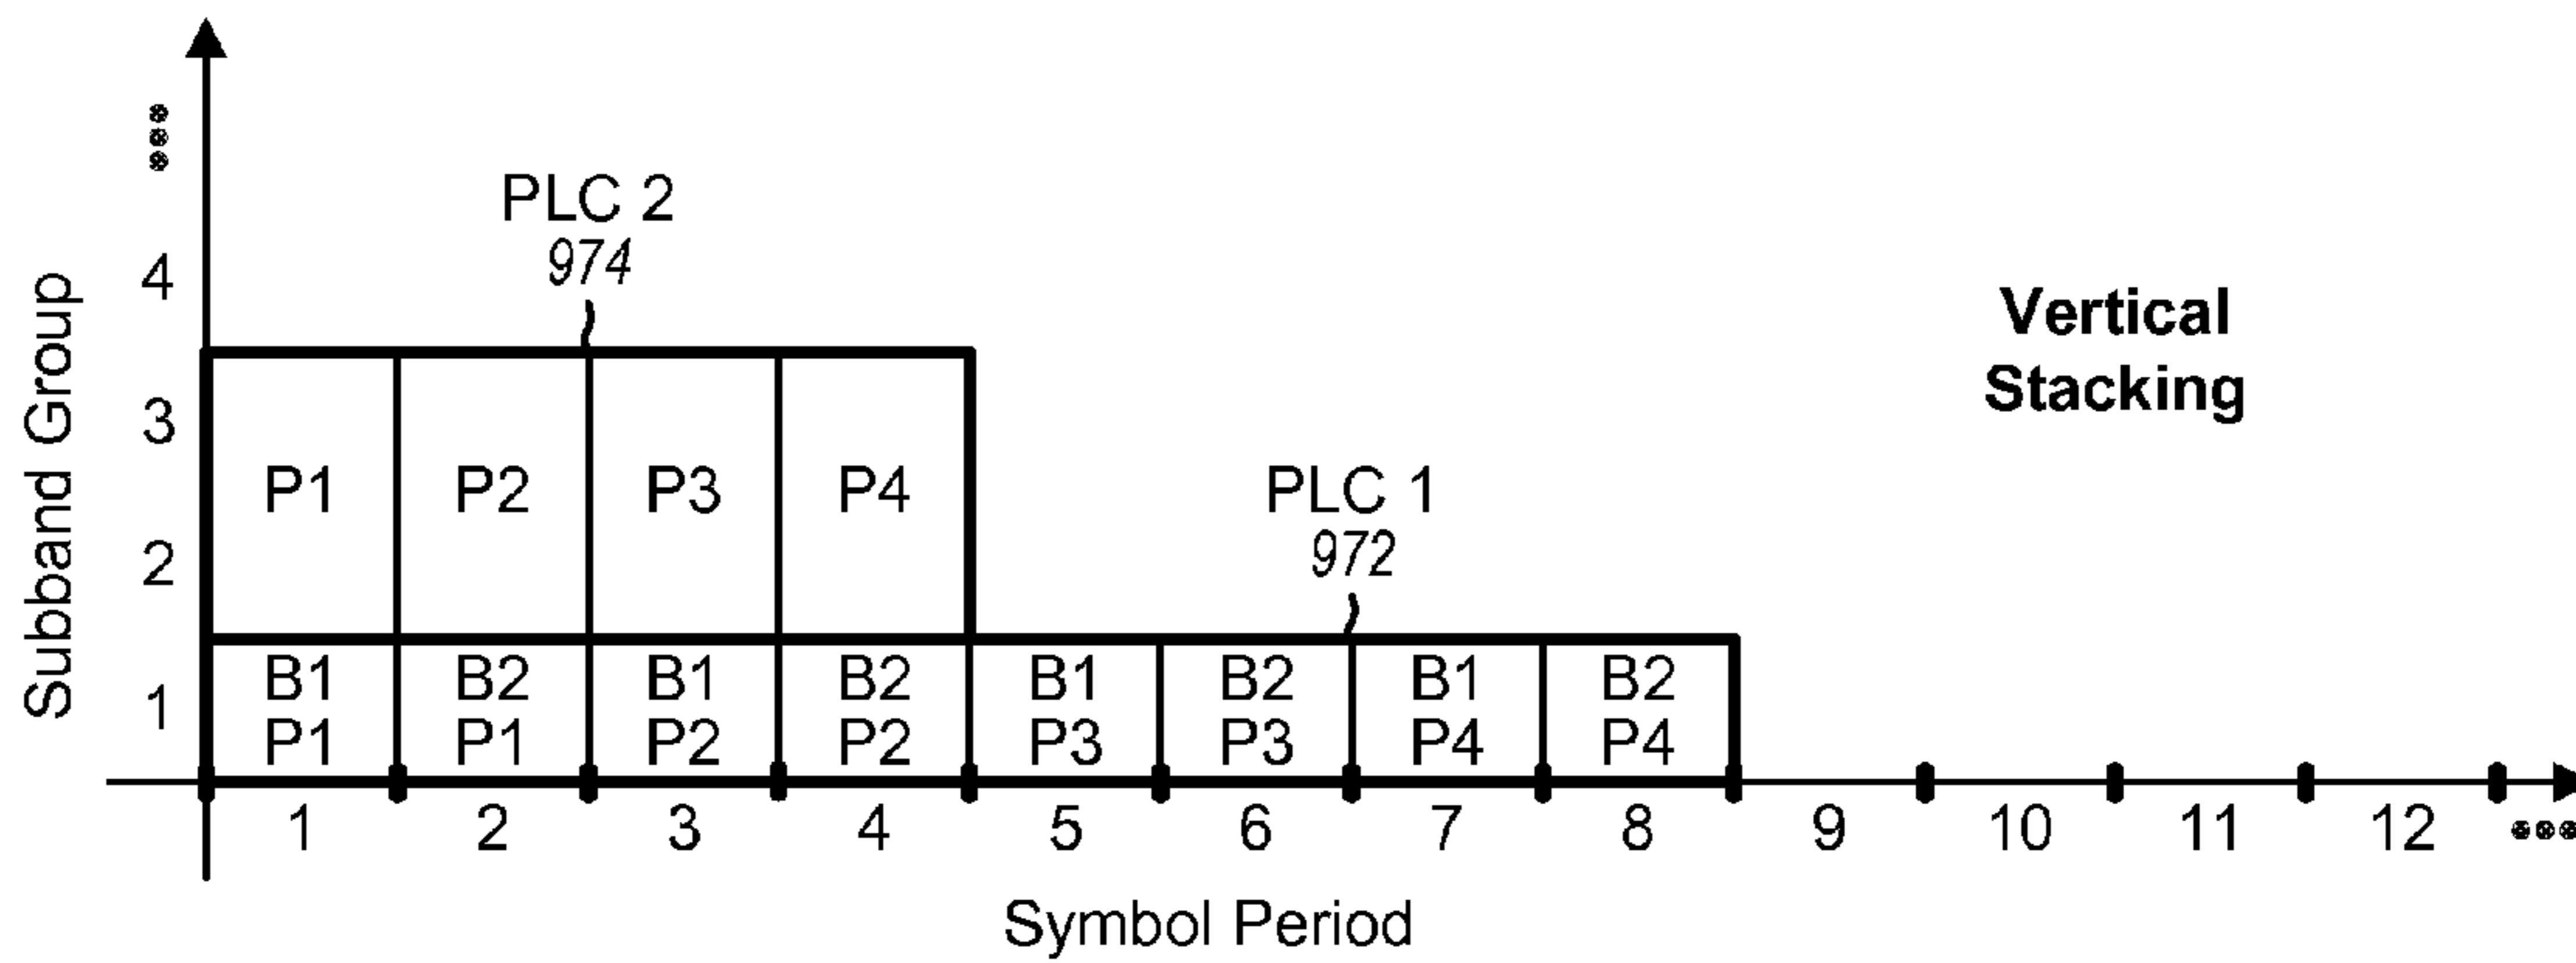 PLC 2
974
4
Vertical
Stacking
Subband Group
3
P1 P2 P3 P4
PLC 1
972
2
1
B1 B2 B1 B2 B1 B2 B1 B2
P1 P1 P2 P2 P3 P3 P4 P4
1 2 3 4 5 6 7 8 9 10 11 12
Symbol Period